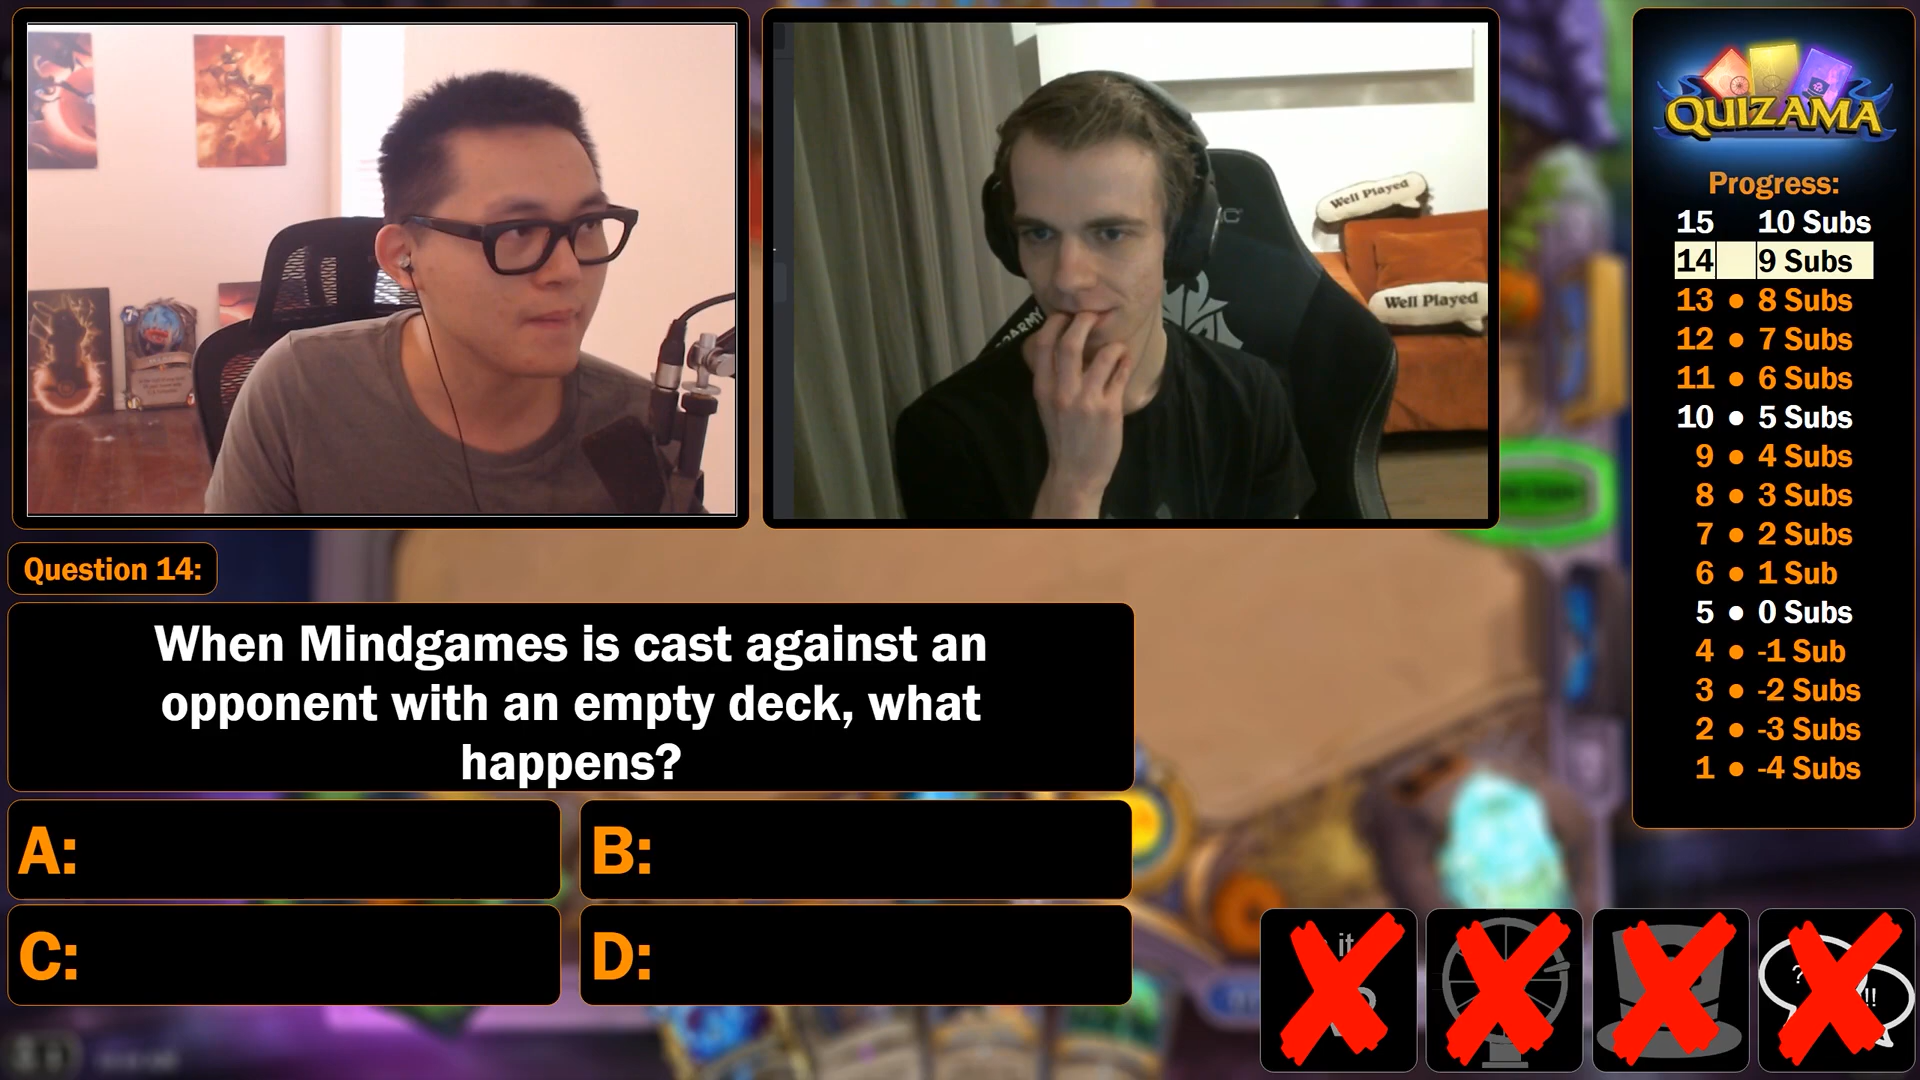 Well Played
Well Played
QUIZAMA
Progress:
15 10 Subs
14 9 Subs
13 • 8 Subs
12 • 7 Subs
11 • 6 Subs
10 • 5 Subs
9 • 4 Subs
8 • 3 Subs
7 • 2 Subs
6 • 1 Sub
5 • 0 Subs
4 • -1 Sub
3 • -2 Subs
2 • -3 Subs
1 • -4 Subs
Question 14:
When Mindgames is cast against an
opponent with an empty deck, what
happens?
A:
B:
C:
D:
it
?
!!